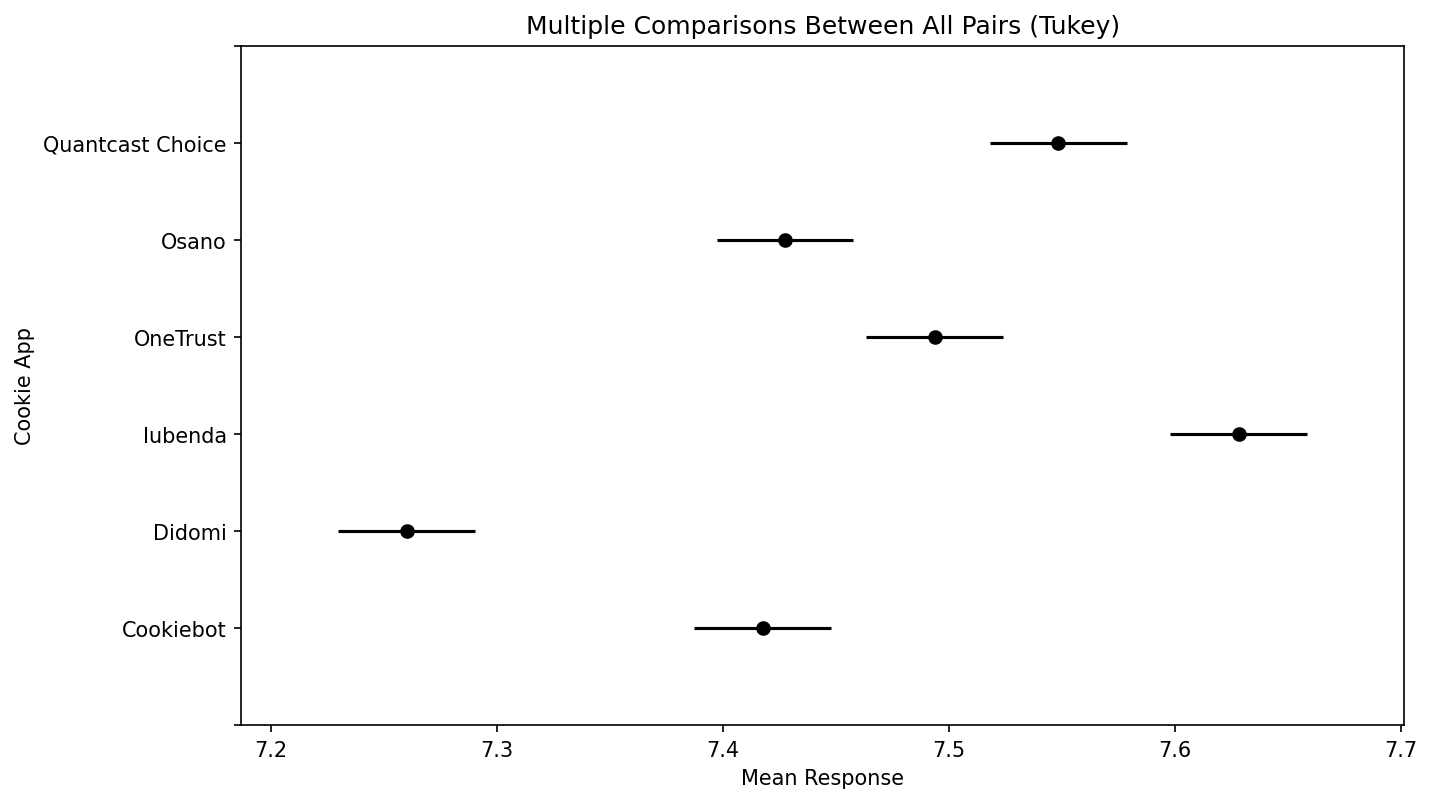 Multiple Comparisons Between All Pairs (Tukey)
Quantcast Choice
Osano
OneTrust
Iubenda
Didomi
Cookiebot
Cookie App
7.2 7.3 7.4 7.5 7.6 7.7
Mean Response